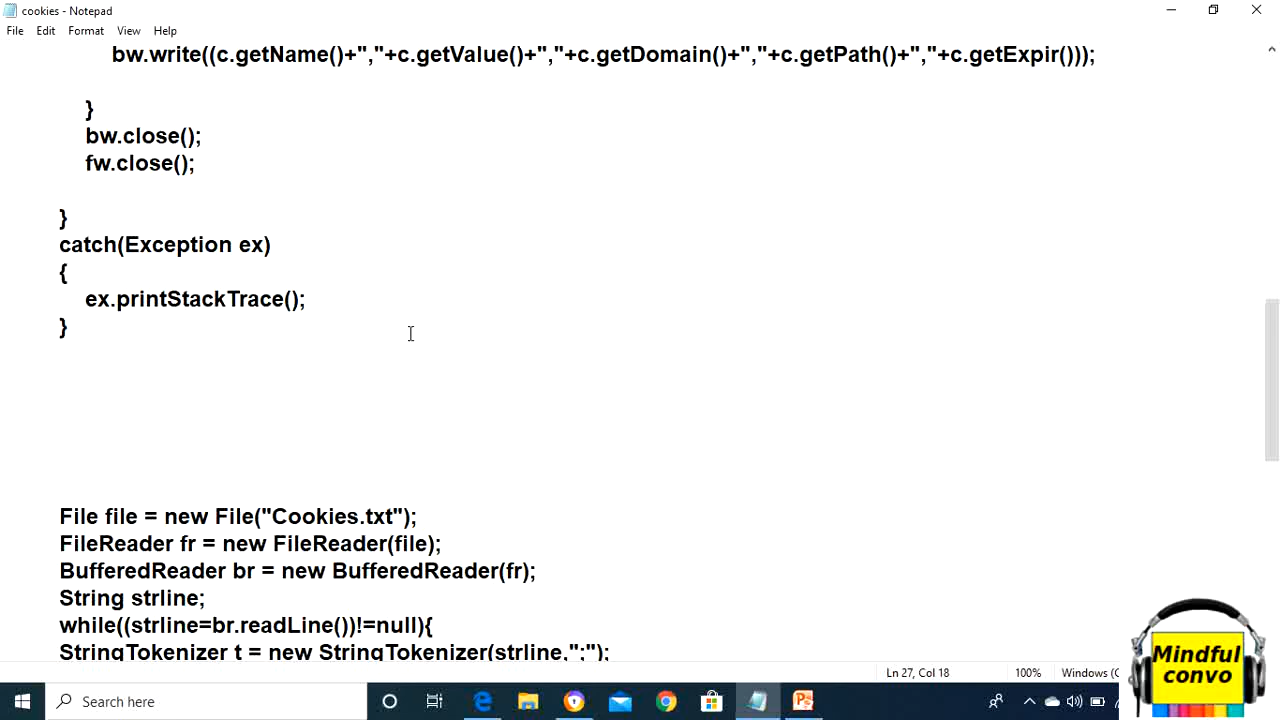 cookies - Notepad
File Edit Format View Help
bw.write((c.getName()+","+c.getValue()+","+c.getDomain()+","+c.getPath()+","+c.getExpir()));
}
bw.close();
fw.close();
}
catch(Exception ex)
{
ex.printStackTrace();
}
File file = new File("Cookies.txt");
FileReader fr = new FileReader(file);
BufferedReader br = new BufferedReader(fr);
String strline;
while((strline=br.readLine())!=null){
StringTokenizer t = new StringTokenizer(strline,";");
Ln 27, Col 18 100% Windows (C
Search here
Mindful
convo